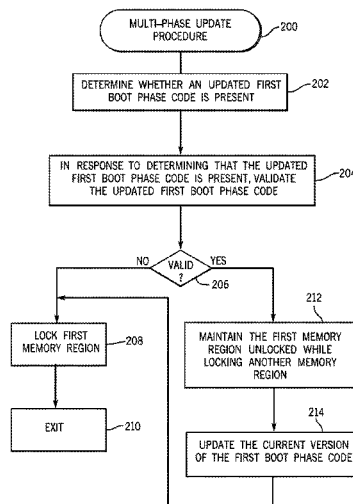 MULTI-PHASE UPDATE
PROCEDURE
200
DETERMINE WHETHER AN UPDATED FIRST
BOOT PHASE CODE IS PRESENT
202
IN RESPONSE TO DETERMINING THAT THE UPDATED
FIRST BOOT PHASE CODE IS PRESENT, VALIDATE
THE UPDATED FIRST BOOT PHASE CODE
204
NO
VALID
?
YES
206
LOCK FIRST
MEMORY REGION
208
EXIT
210
212
MAINTAIN THE FIRST MEMORY
REGION UNLOCKED WHILE
LOCKING ANOTHER MEMORY
REGION
214
UPDATE THE CURRENT VERSION
OF THE FIRST BOOT PHASE CODE